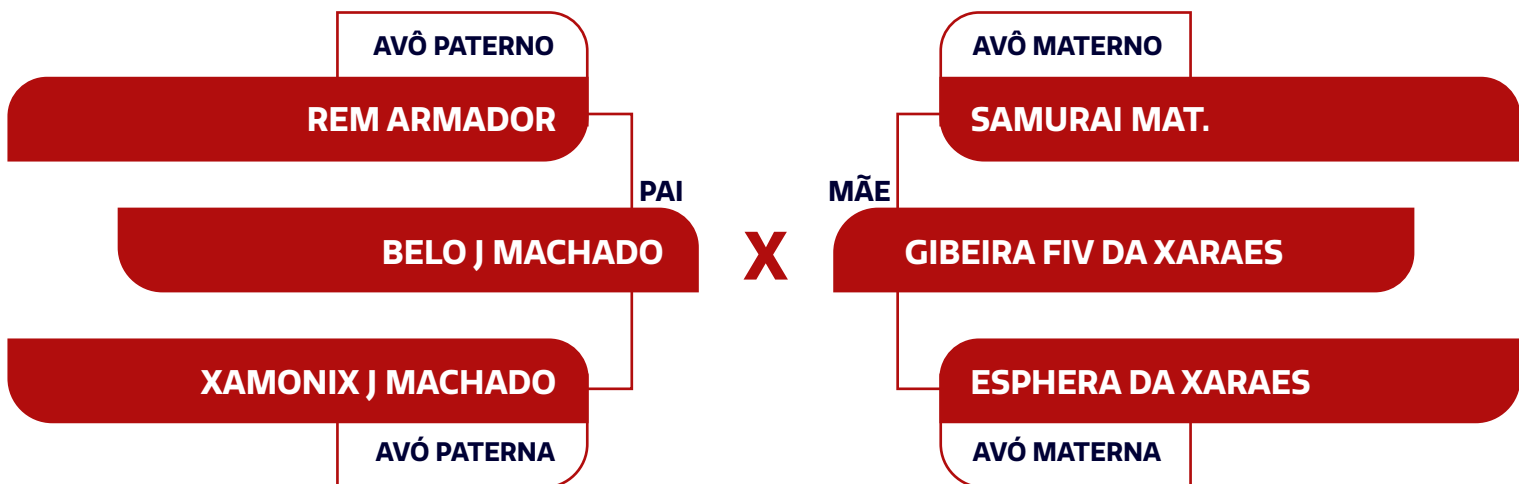 AVÔ PATERNO
REM ARMADOR
PAI
BELO J MACHADO
XAMONIX J MACHADO
AVÓ PATERNA
X
AVÔ MATERNO
SAMURAI MAT.
MÃE
GIBEIRA FIV DA XARAES
ESPHERA DA XARAES
AVÓ MATERNA